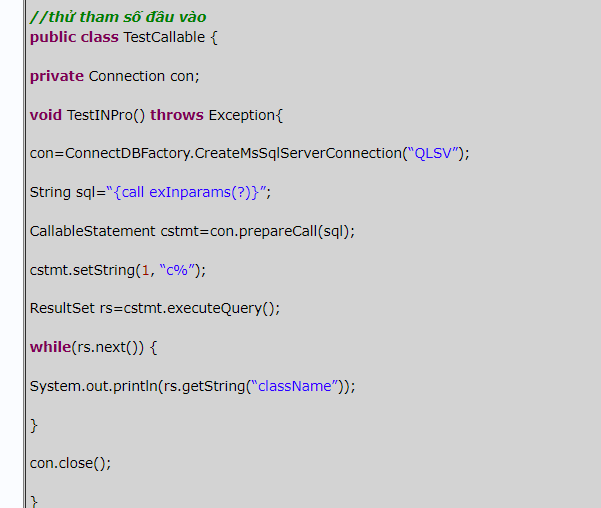 //thử tham số đầu vào
public class TestCallable {
private Connection con;
void TestINPro() throws Exception{
con=ConnectDBFactory.CreateMsSqlServerConnection(“QLSV”);
String sql=“{call exInparams(?)}”;
CallableStatement cstmt=con.prepareCall(sql);
cstmt.setString(1, “c%”);
ResultSet rs=cstmt.executeQuery();
while(rs.next()) {
System.out.println(rs.getString(“className”));
}
con.close();
}